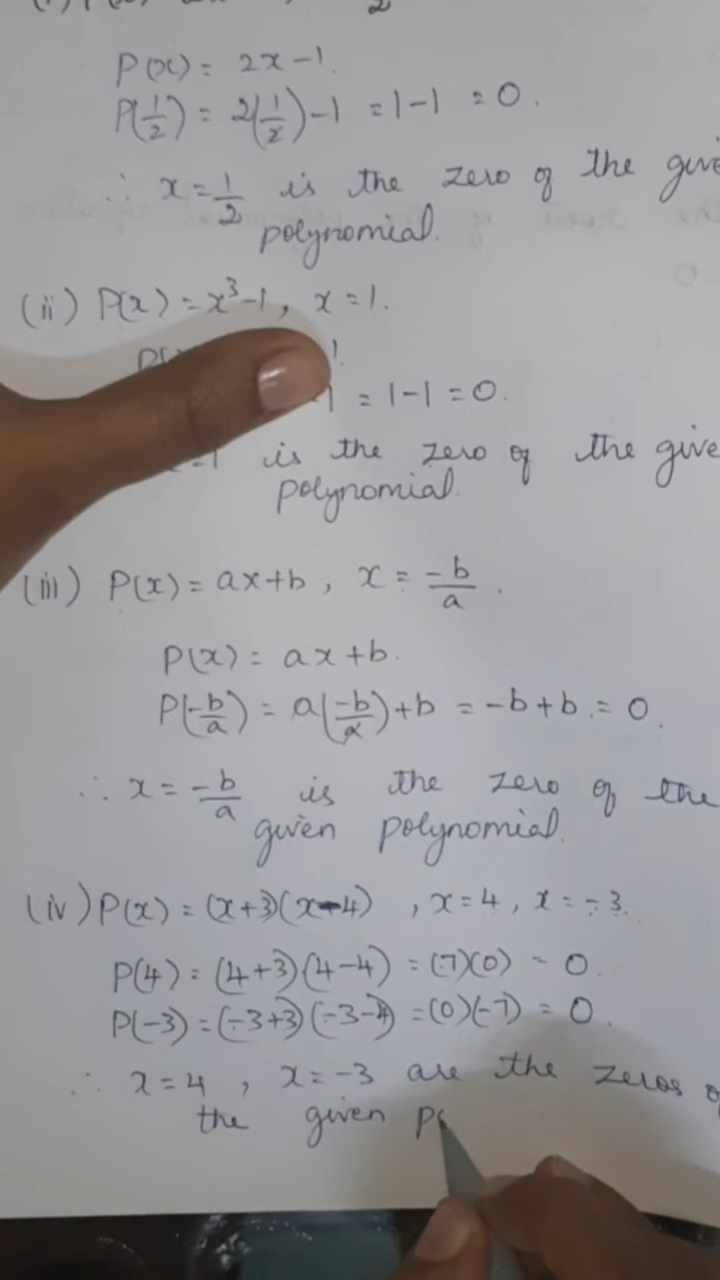 2
P(x) = 2x - 1.
P(1/2) = 2(1/2) - 1 = 1 - 1 = 0.
∴ x = 1/2 is the zero of the give
polynomial.
(ii) P(x) = x³ - 1, x = 1.
= 1 - 1 = 0.
is the zero of the give
polynomial.
(iii) P(x) = ax + b, x = -b/a.
P(x) = ax + b.
P(-b/a) = a(-b/a) + b = -b + b = 0.
∴ x = -b/a is the zero of the
given polynomial.
(iv) P(x) = (x+3)(x-4), x = 4, x = -3.
P(4) = (4+3)(4-4) = (7)(0) = 0.
P(-3) = (-3+3)(-3-4) = (0)(-7) = 0.
∴ x = 4, x = -3 are the zeros o
the given p